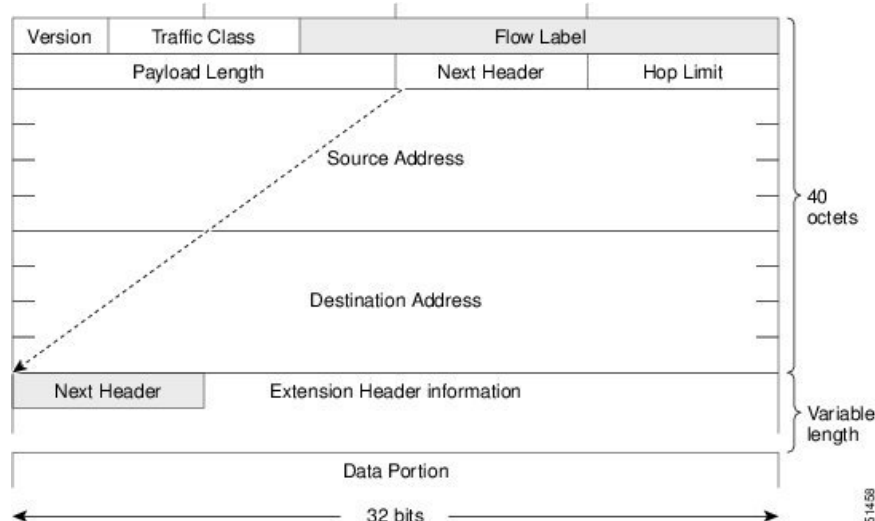 Version Traffic Class Flow Label
Payload Length Next Header Hop Limit
Source Address
40
octets
Destination Address
Next Header Extension Header information
Variable
length
Data Portion
32 bits
51458